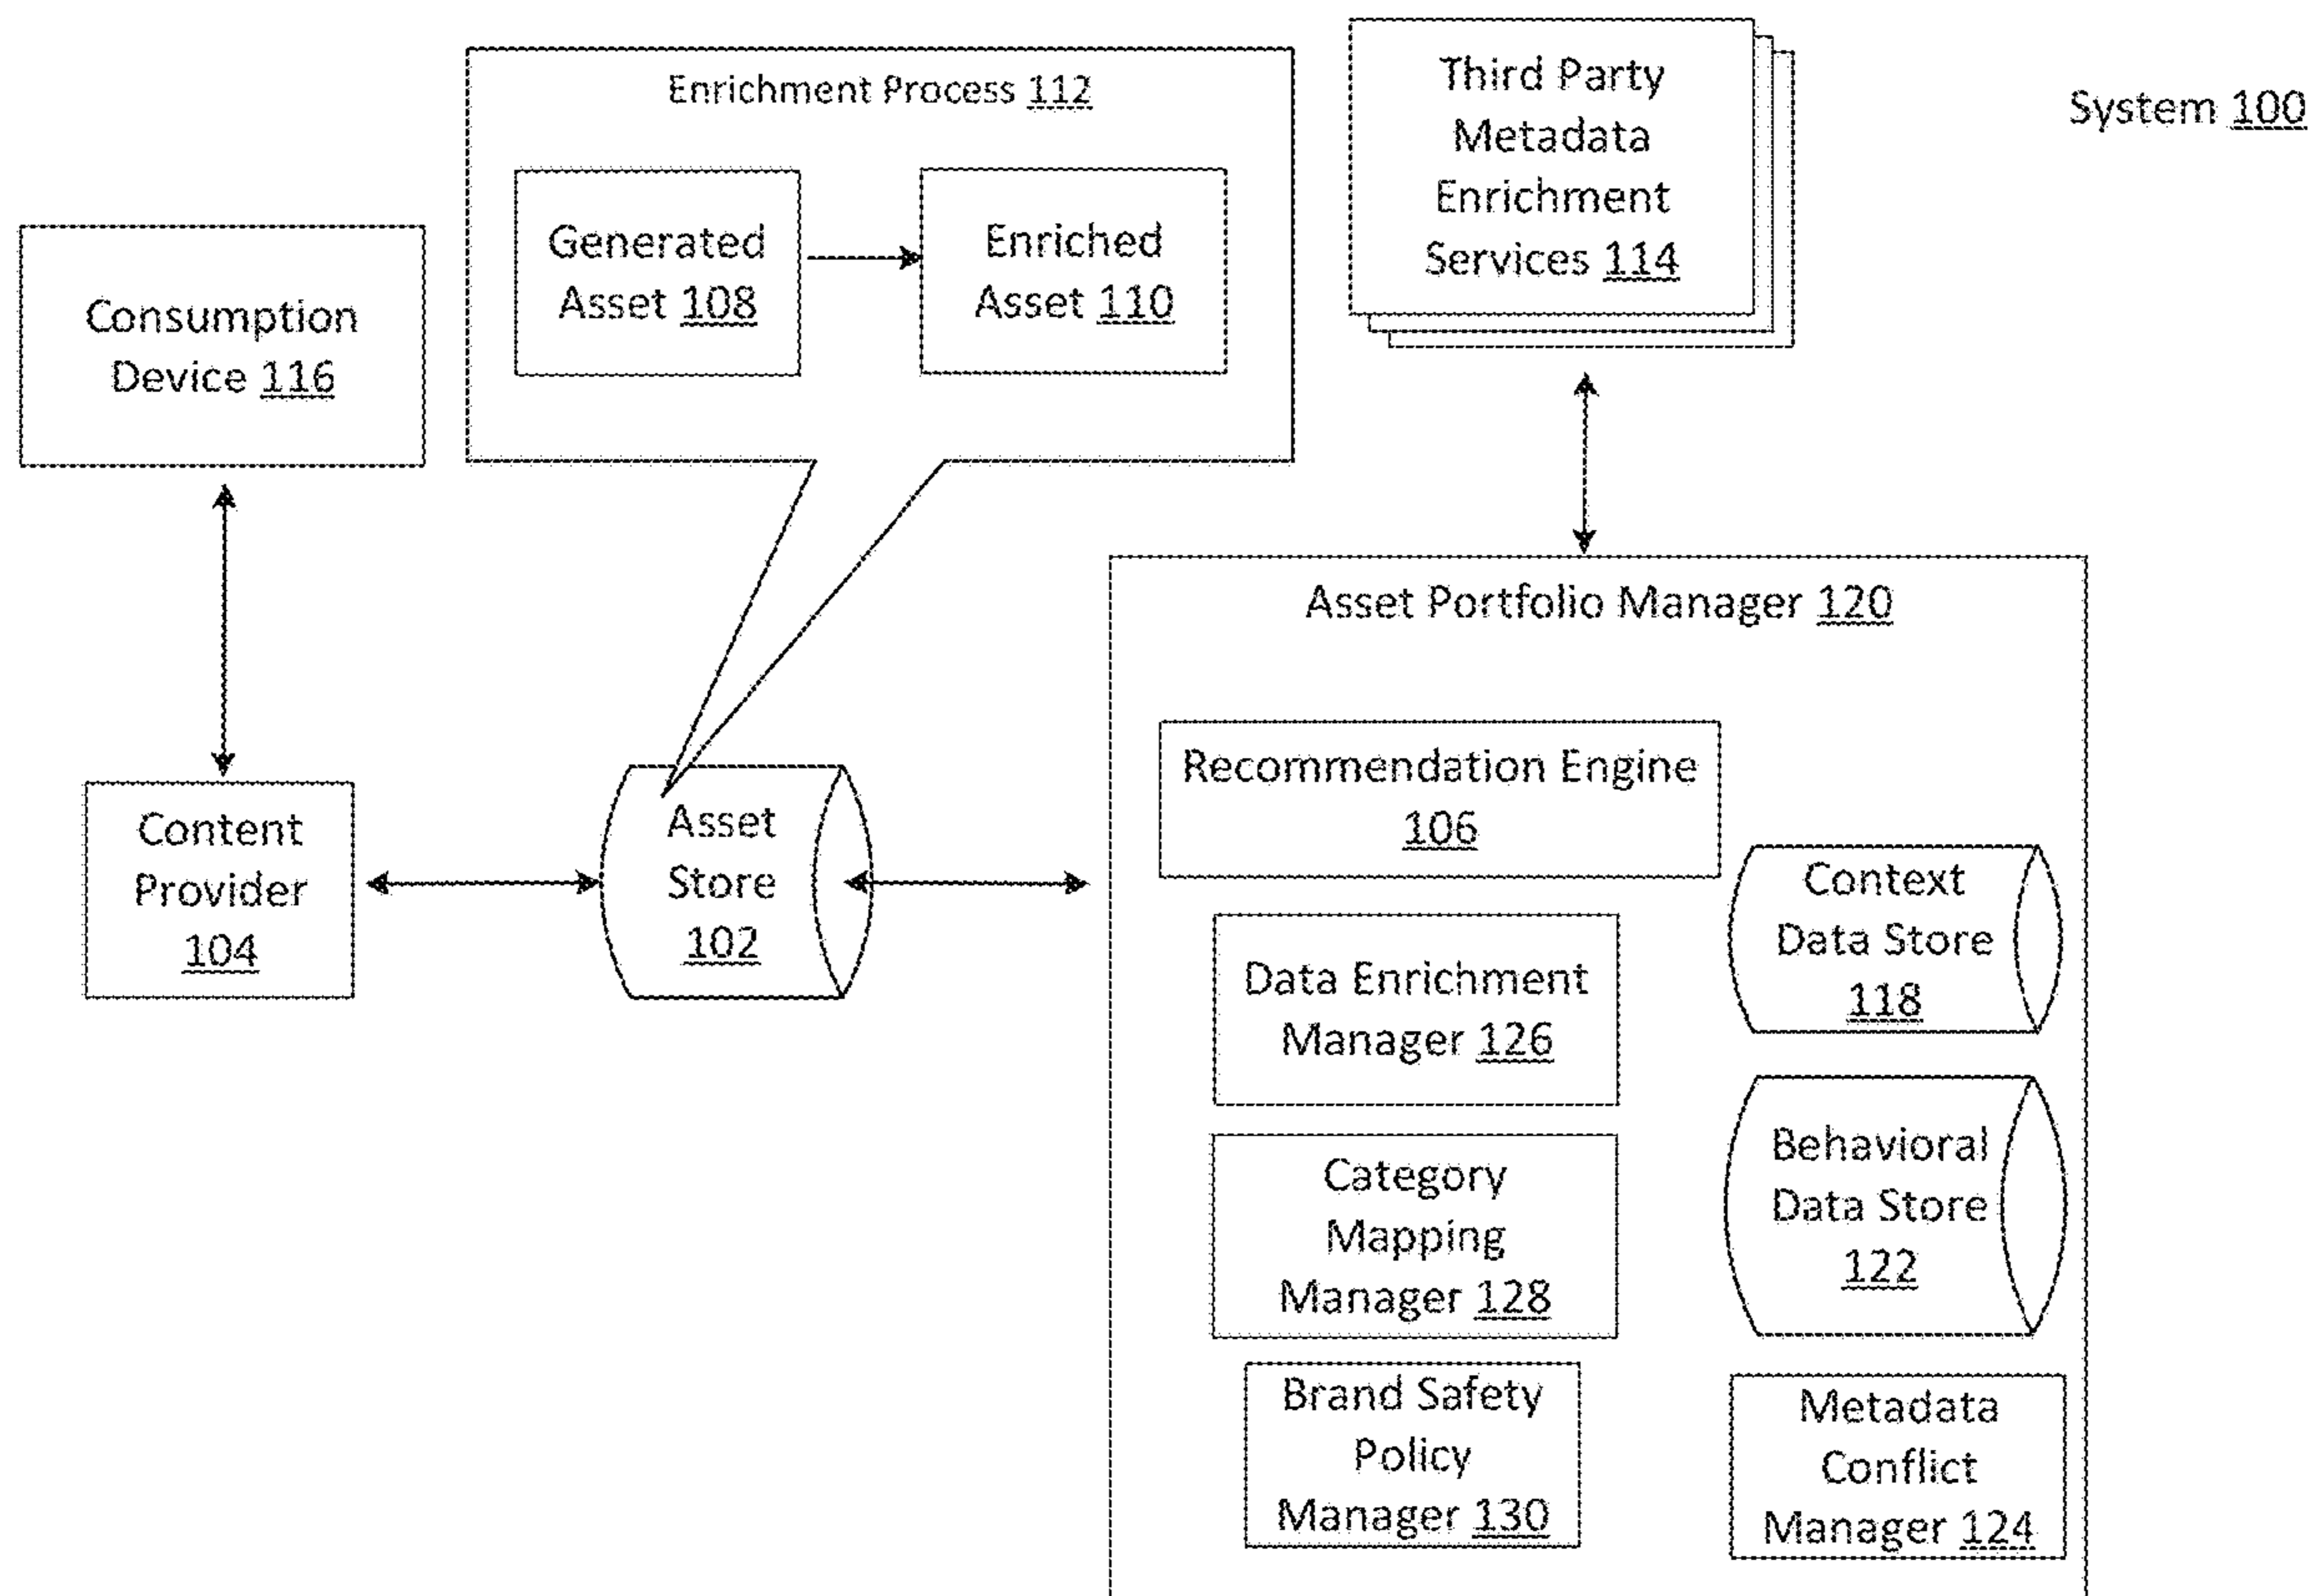 Enrichment Process 112
Generated
Asset 108
Enriched
Asset 110
Third Party
Metadata
Enrichment
Services 114
System 100
Consumption
Device 116
Asset Portfolio Manager 120
Content
Provider
104
Asset
Store
102
Recommendation Engine
106
Context
Data Store
118
Data Enrichment
Manager 126
Behavioral
Data Store
122
Category
Mapping
Manager 128
Brand Safety
Policy
Manager 130
Metadata
Conflict
Manager 124